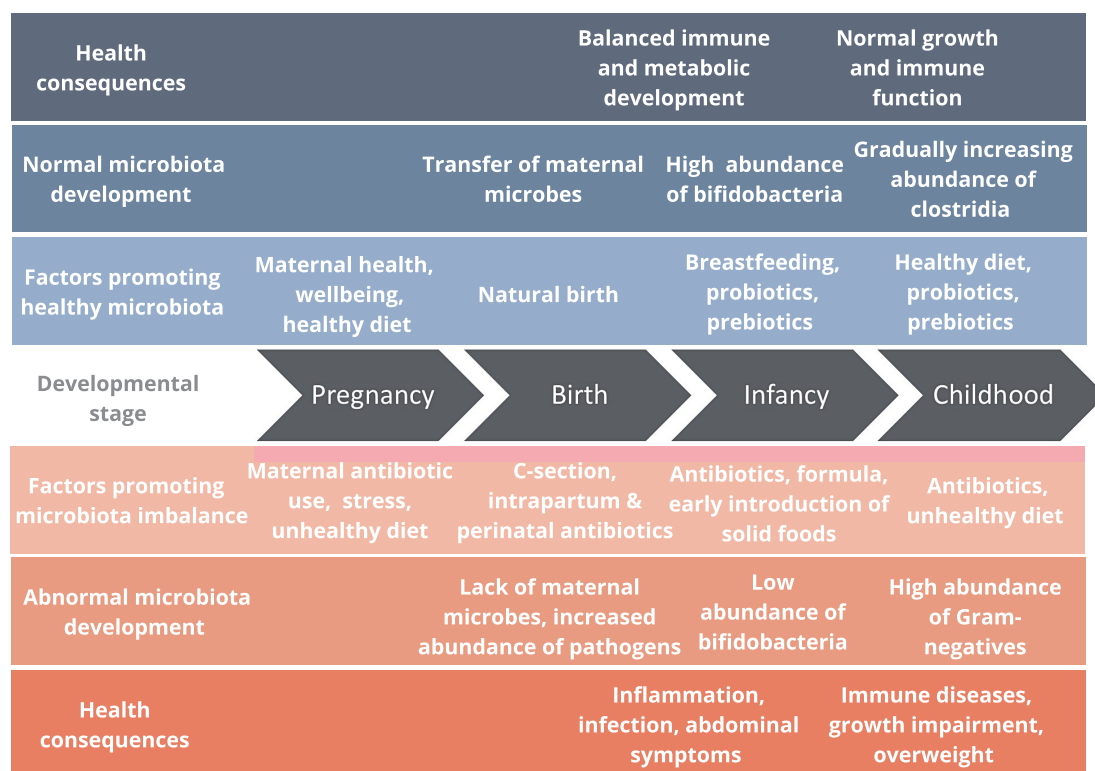 Health
consequences
Balanced immune
and metabolic
development
Normal growth
and immune
function
Normal microbiota
development
Transfer of maternal
microbes
High abundance
of bifidobacteria
Gradually increasing
abundance of
clostridia
Factors promoting
healthy microbiota
Maternal health,
wellbeing,
healthy diet
Natural birth
Breastfeeding,
probiotics,
prebiotics
Healthy diet,
probiotics,
prebiotics
Developmental
stage
Pregnancy
Birth
Infancy
Childhood
Factors promoting
microbiota imbalance
Maternal antibiotic
use, stress,
unhealthy diet
C-section,
intrapartum &
perinatal antibiotics
Antibiotics, formula,
early introduction of
solid foods
Antibiotics,
unhealthy diet
Abnormal microbiota
development
Lack of maternal
microbes, increased
abundance of pathogens
Low
abundance of
bifidobacteria
High abundance
of Gram-
negatives
Health
consequences
Inflammation,
infection, abdominal
symptoms
Immune diseases,
growth impairment,
overweight